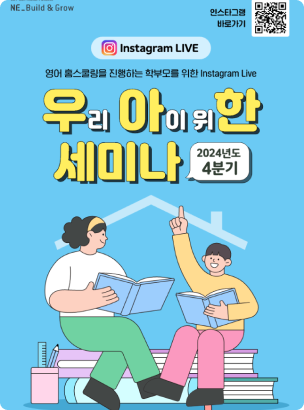 NE_Build & Grow
인스타그램
바로가기
Instagram LIVE
영어 홈스쿨링을 진행하는 학부모를 위한 Instagram Live
우리 아이 위한
세미나
2024년도
4분기